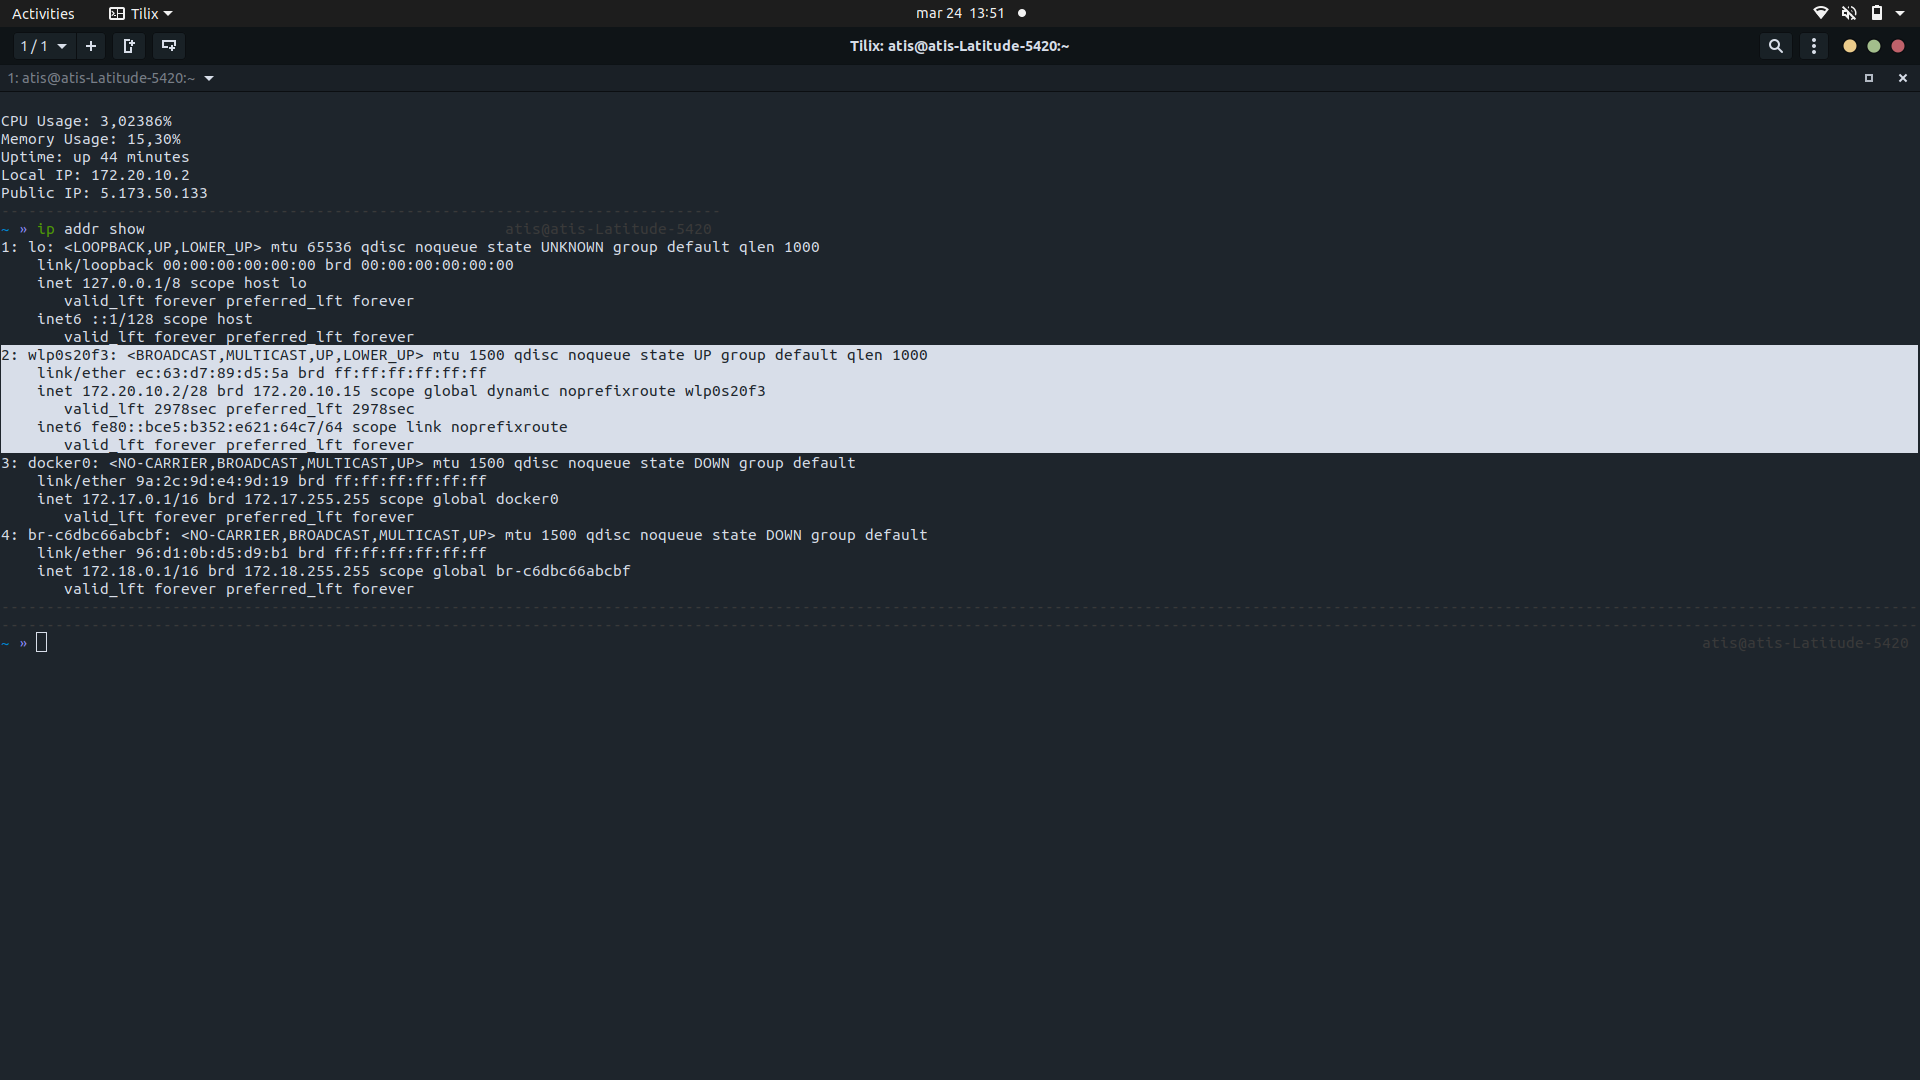 Activities Tilix mar 24 13:51
1 / 1 Tilix: atis@atis-Latitude-5420:~
1: atis@atis-Latitude-5420:~
CPU Usage: 3,02386%
Memory Usage: 15,30%
Uptime: up 44 minutes
Local IP: 172.20.10.2
Public IP: 5.173.50.133
--------------------------------------------------------------------------------
~ » ip addr show atis@atis-Latitude-5420
1: lo: <LOOPBACK,UP,LOWER_UP> mtu 65536 qdisc noqueue state UNKNOWN group default qlen 1000
    link/loopback 00:00:00:00:00:00 brd 00:00:00:00:00:00
    inet 127.0.0.1/8 scope host lo
       valid_lft forever preferred_lft forever
    inet6 ::1/128 scope host
       valid_lft forever preferred_lft forever
2: wlp0s20f3: <BROADCAST,MULTICAST,UP,LOWER_UP> mtu 1500 qdisc noqueue state UP group default qlen 1000
    link/ether ec:63:d7:89:d5:5a brd ff:ff:ff:ff:ff:ff
    inet 172.20.10.2/28 brd 172.20.10.15 scope global dynamic noprefixroute wlp0s20f3
       valid_lft 2978sec preferred_lft 2978sec
    inet6 fe80::bce5:b352:e621:64c7/64 scope link noprefixroute
       valid_lft forever preferred_lft forever
3: docker0: <NO-CARRIER,BROADCAST,MULTICAST,UP> mtu 1500 qdisc noqueue state DOWN group default
    link/ether 9a:2c:9d:e4:9d:19 brd ff:ff:ff:ff:ff:ff
    inet 172.17.0.1/16 brd 172.17.255.255 scope global docker0
       valid_lft forever preferred_lft forever
4: br-c6dbc66abcbf: <NO-CARRIER,BROADCAST,MULTICAST,UP> mtu 1500 qdisc noqueue state DOWN group default
    link/ether 96:d1:0b:d5:d9:b1 brd ff:ff:ff:ff:ff:ff
    inet 172.18.0.1/16 brd 172.18.255.255 scope global br-c6dbc66abcbf
       valid_lft forever preferred_lft forever
~ » atis@atis-Latitude-5420